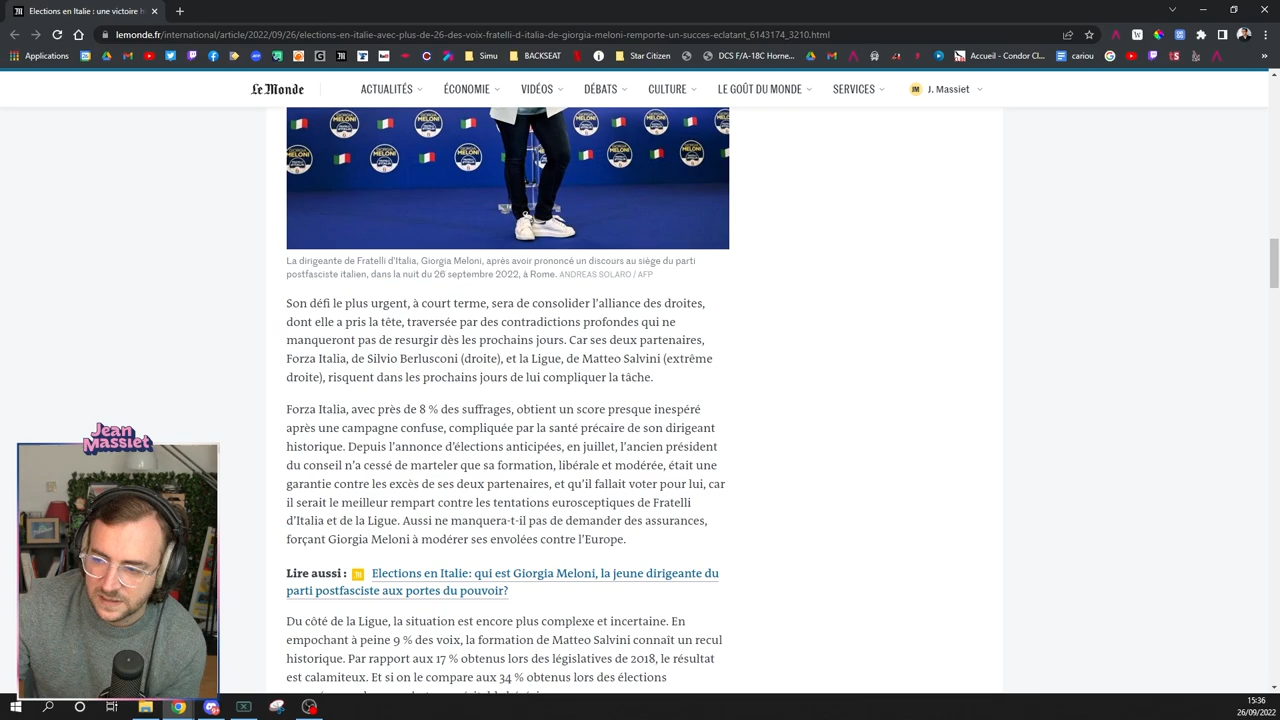 Elections en Italie : une victoire h
lemonde.fr/international/article/2022/09/26/elections-en-italie-avec-plus-de-26-des-voix-fratelli-d-italia-de-giorgia-meloni-remporte-un-succes-eclatant_6143174_3210.html
Applications
Simu
BACKSEAT
Star Citizen
DCS F/A-18C Horne...
Accueil - Condor Cl...
cariou
Le Monde
ACTUALITÉS
ÉCONOMIE
VIDÉOS
DÉBATS
CULTURE
LE GOÛT DU MONDE
SERVICES
JM
J. Massiet
MELONI
La dirigeante de Fratelli d'Italia, Giorgia Meloni, après avoir prononcé un discours au siège du parti
postfasciste italien, dans la nuit du 26 septembre 2022, à Rome. ANDREAS SOLARO / AFP
Son défi le plus urgent, à court terme, sera de consolider l'alliance des droites,
dont elle a pris la tête, traversée par des contradictions profondes qui ne
manqueront pas de resurgir dès les prochains jours. Car ses deux partenaires,
Forza Italia, de Silvio Berlusconi (droite), et la Ligue, de Matteo Salvini (extrême
droite), risquent dans les prochains jours de lui compliquer la tâche.
Forza Italia, avec près de 8 % des suffrages, obtient un score presque inespéré
après une campagne confuse, compliquée par la santé précaire de son dirigeant
historique. Depuis l'annonce d'élections anticipées, en juillet, l'ancien président
du conseil n'a cessé de marteler que sa formation, libérale et modérée, était une
garantie contre les excès de ses deux partenaires, et qu'il fallait voter pour lui, car
il serait le meilleur rempart contre les tentations eurosceptiques de Fratelli
d'Italia et de la Ligue. Aussi ne manquera-t-il pas de demander des assurances,
forçant Giorgia Meloni à modérer ses envolées contre l'Europe.
Lire aussi : Elections en Italie: qui est Giorgia Meloni, la jeune dirigeante du
parti postfasciste aux portes du pouvoir?
Du côté de la Ligue, la situation est encore plus complexe et incertaine. En
empochant à peine 9 % des voix, la formation de Matteo Salvini connaît un recul
historique. Par rapport aux 17 % obtenus lors des législatives de 2018, le résultat
est calamiteux. Et si on le compare aux 34 % obtenus lors des élections
Jean
Massiet
15:36
26/09/2022